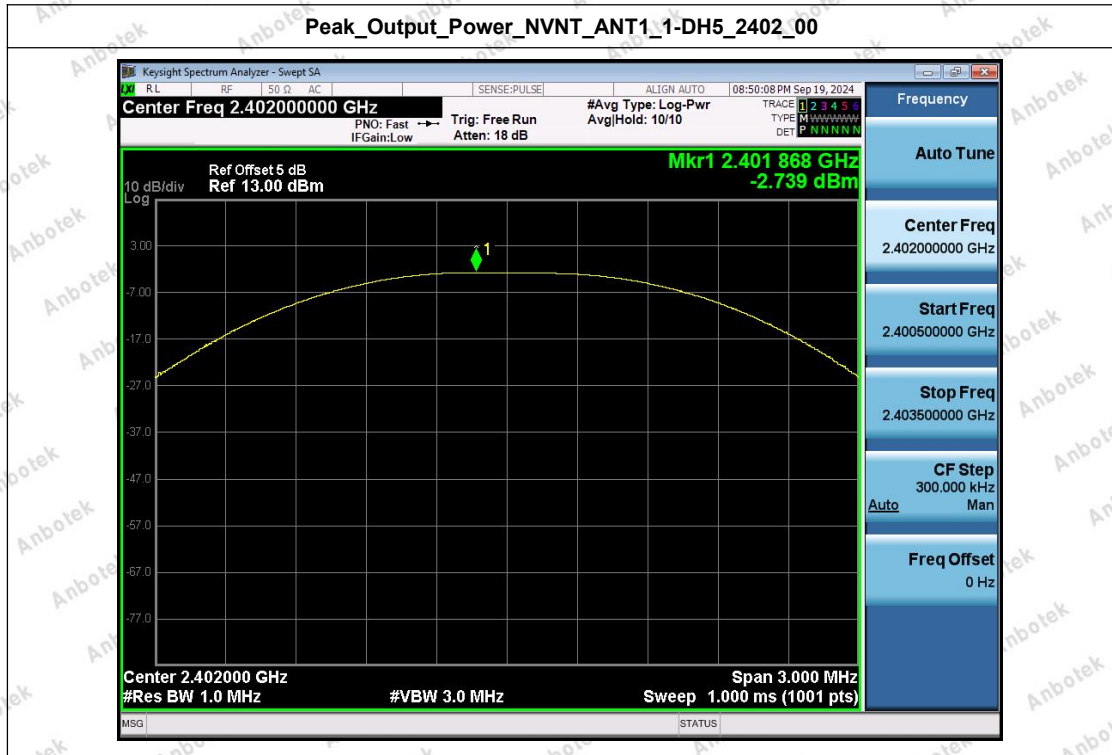 Peak_Output_Power_NVNT_ANT1_1-DH5_2402_00
Keysight Spectrum Analyzer - Swept SA
LXI RL RF 50 Ω AC SENSE:PULSE ALIGN AUTO 08:50:08 PM Sep 19, 2024
Center Freq 2.402000000 GHz
PNO: Fast
IFGain:Low
Trig: Free Run
Atten: 18 dB
#Avg Type: Log-Pwr
Avg|Hold: 10/10
TRACE 1 2 3 4 5 6
TYPE M WWWWW
DET P N N N N N
Ref Offset 5 dB
10 dB/div Ref 13.00 dBm
Log
Mkr1 2.401 868 GHz
-2.739 dBm
1
3.00
-7.00
-17.0
-27.0
-37.0
-47.0
-57.0
-67.0
-77.0
Center 2.402000 GHz Span 3.000 MHz
#Res BW 1.0 MHz #VBW 3.0 MHz Sweep 1.000 ms (1001 pts)
MSG STATUS
Frequency
Auto Tune
Center Freq
2.402000000 GHz
Start Freq
2.400500000 GHz
Stop Freq
2.403500000 GHz
CF Step
300.000 kHz
Auto Man
Freq Offset
0 Hz
Anbotek